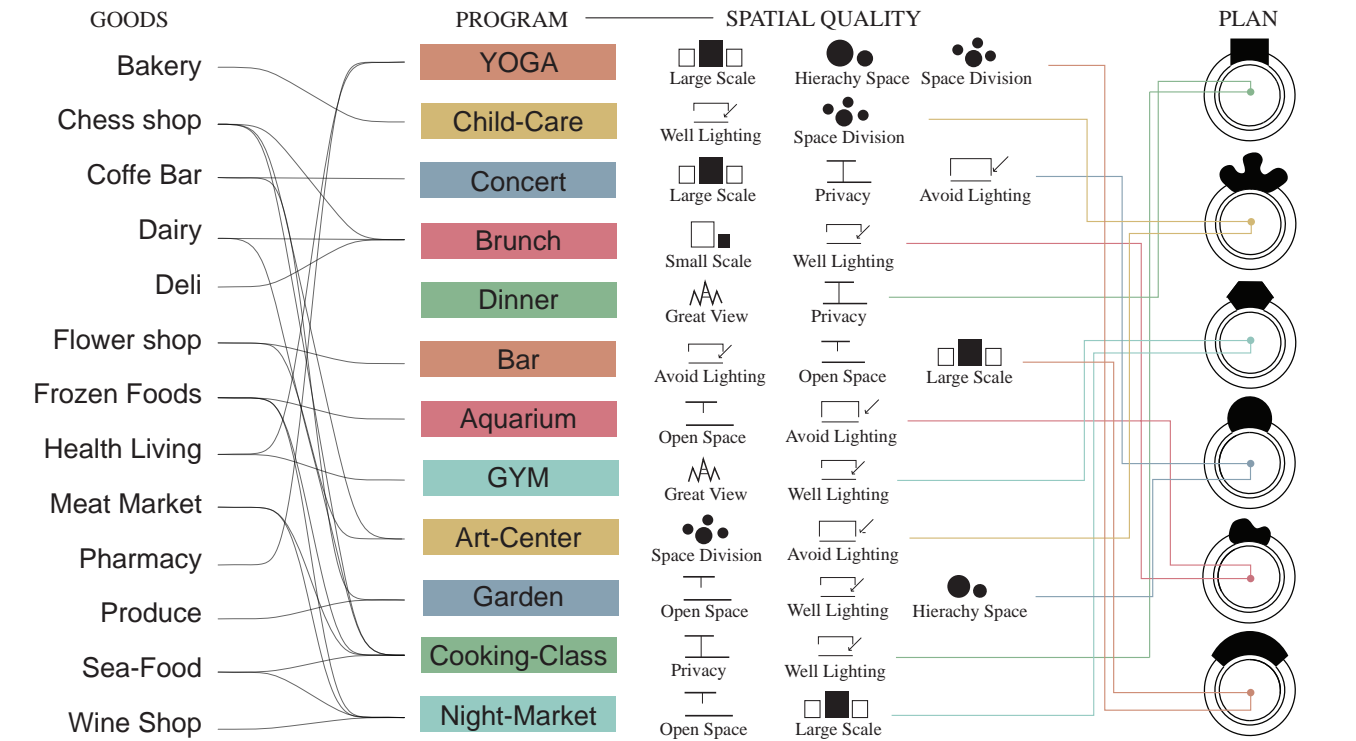 GOODS PROGRAM SPATIAL QUALITY PLAN
Bakery
Chess shop
Coffe Bar
Dairy
Deli
Flower shop
Frozen Foods
Health Living
Meat Market
Pharmacy
Produce
Sea-Food
Wine Shop
YOGA
Child-Care
Concert
Brunch
Dinner
Bar
Aquarium
GYM
Art-Center
Garden
Cooking-Class
Night-Market
Large Scale Hierachy Space Space Division
Well Lighting Space Division
Large Scale Privacy Avoid Lighting
Small Scale Well Lighting
Great View Privacy
Avoid Lighting Open Space Large Scale
Open Space Avoid Lighting
Great View Well Lighting
Space Division Avoid Lighting
Open Space Well Lighting Hierachy Space
Privacy Well Lighting
Open Space Large Scale